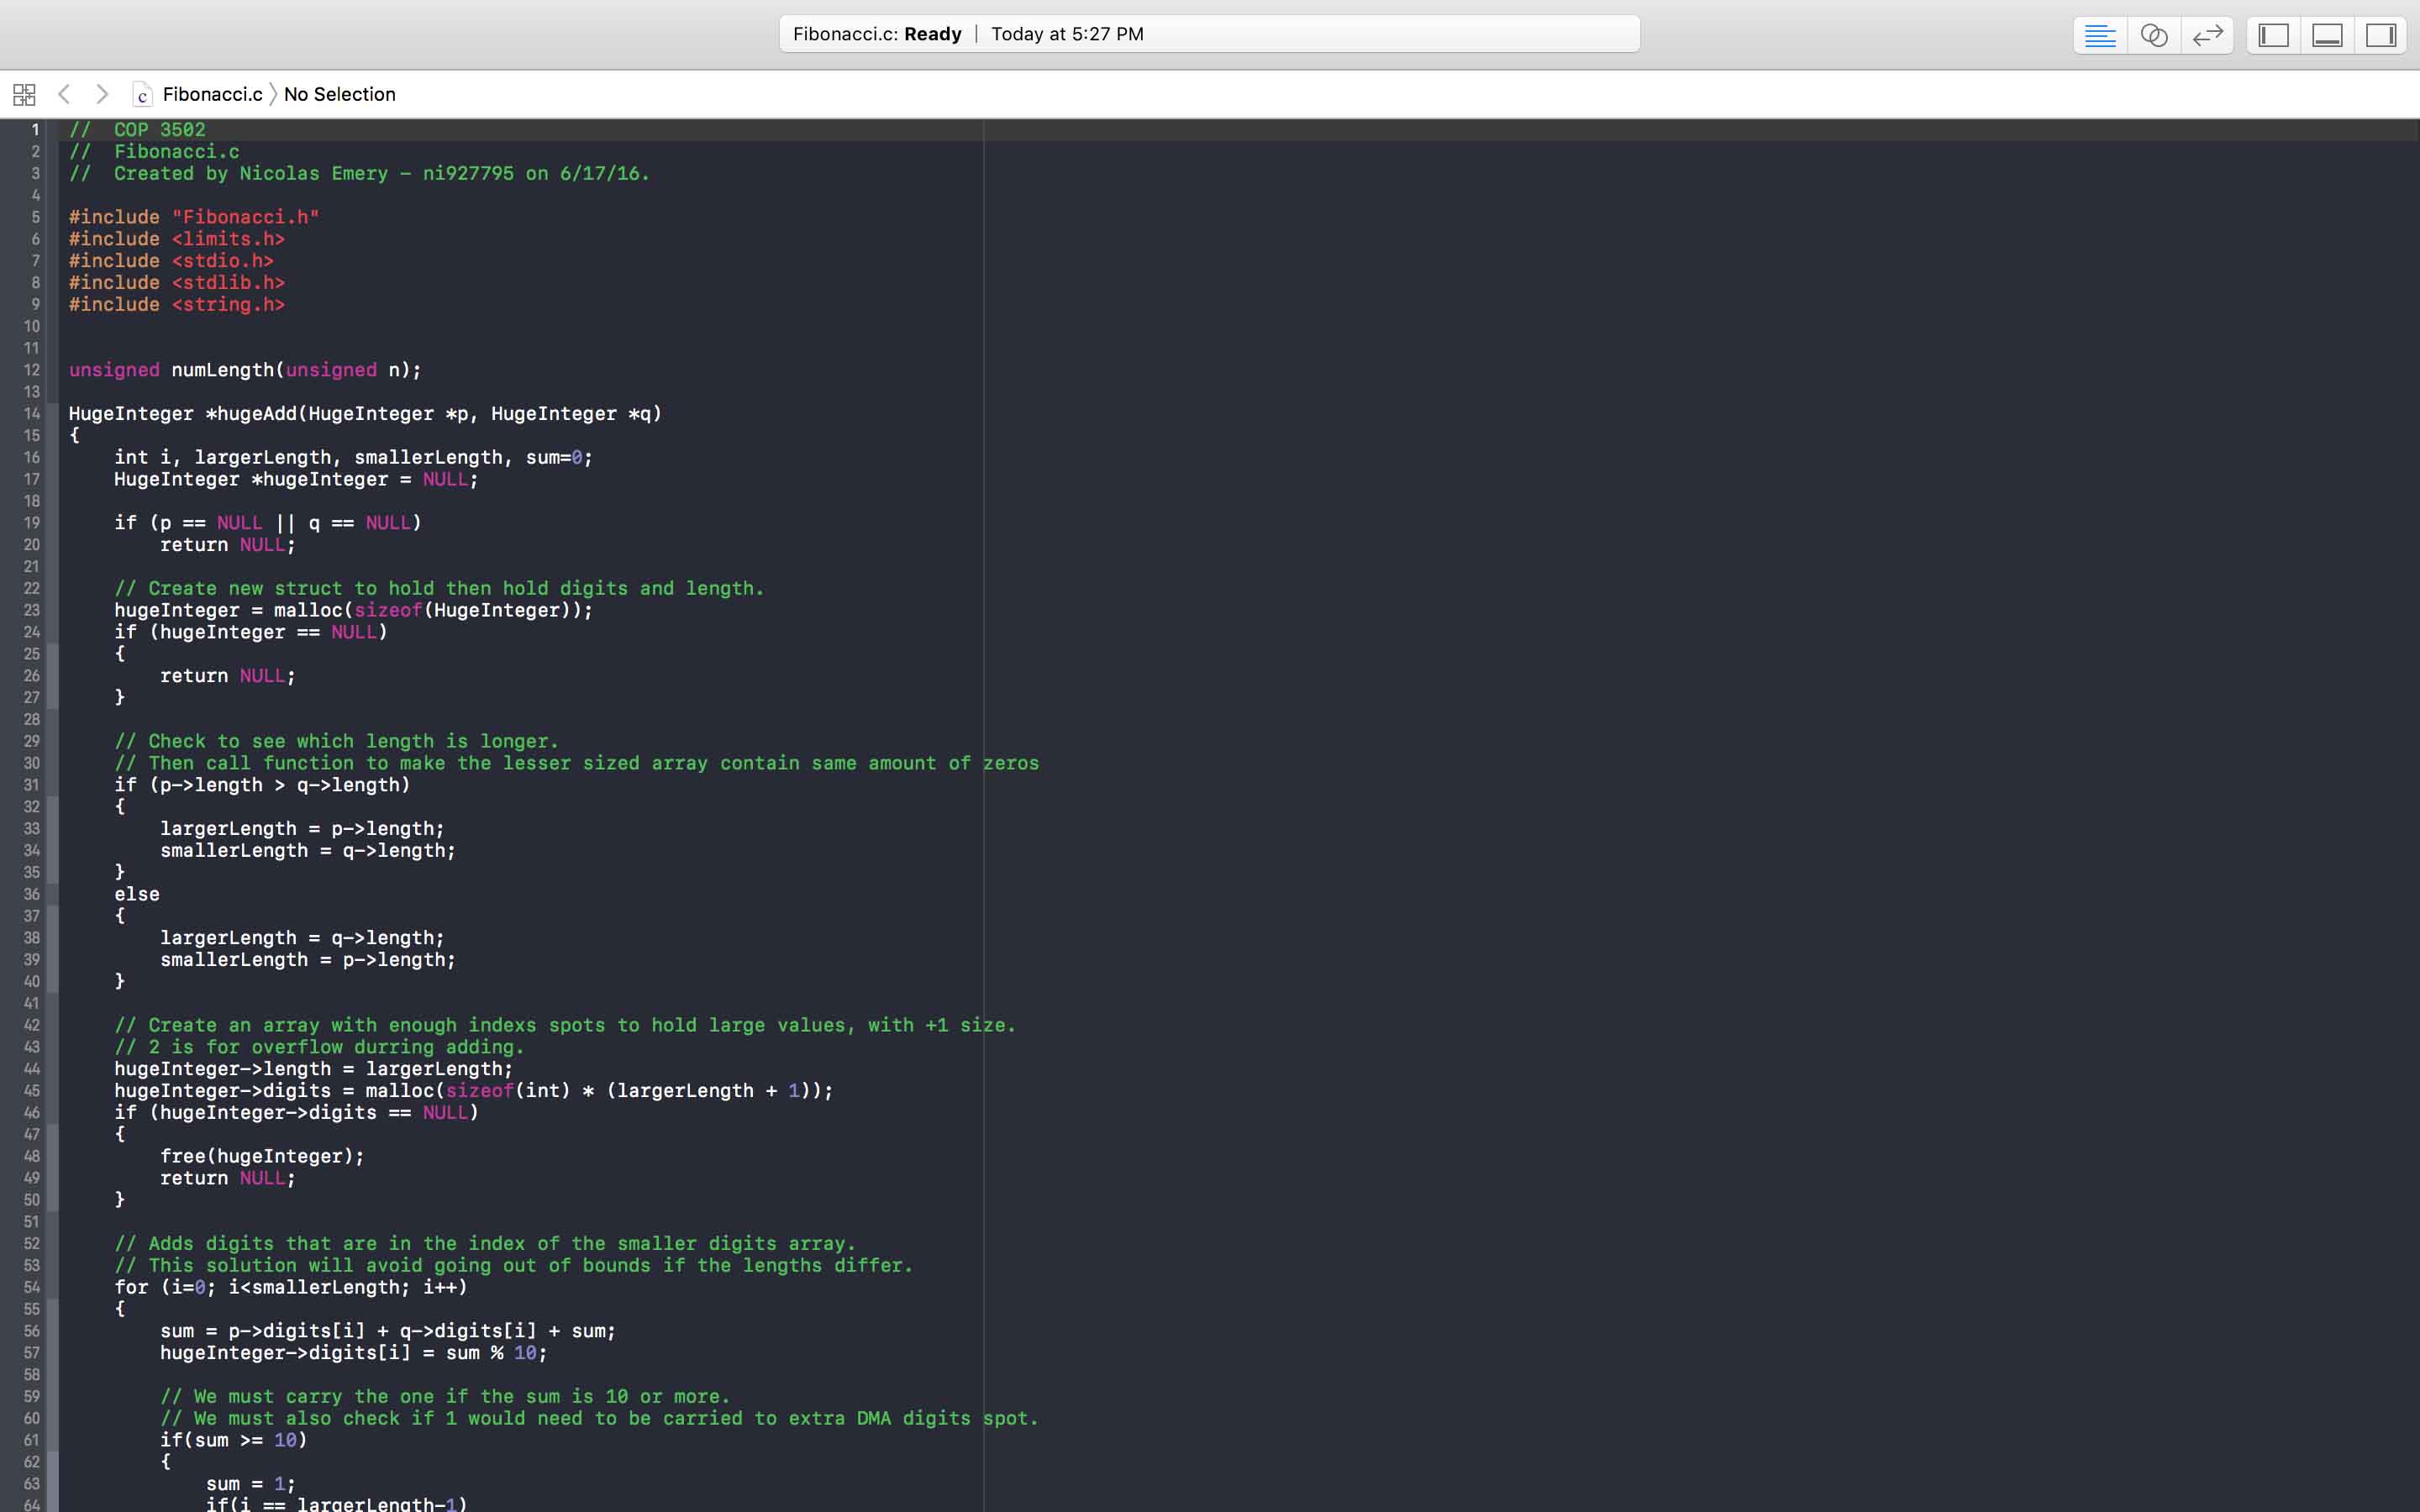 Fibonacci.c: Ready | Today at 5:27 PM
c Fibonacci.c 〉 No Selection
1 //  COP 3502
2 //  Fibonacci.c
3 //  Created by Nicolas Emery - ni927795 on 6/17/16.
4
5 #include "Fibonacci.h"
6 #include <limits.h>
7 #include <stdio.h>
8 #include <stdlib.h>
9 #include <string.h>
10
11
12 unsigned numLength(unsigned n);
13
14 HugeInteger *hugeAdd(HugeInteger *p, HugeInteger *q)
15 {
16     int i, largerLength, smallerLength, sum=0;
17     HugeInteger *hugeInteger = NULL;
18
19     if (p == NULL || q == NULL)
20         return NULL;
21
22     // Create new struct to hold then hold digits and length.
23     hugeInteger = malloc(sizeof(HugeInteger));
24     if (hugeInteger == NULL)
25     {
26         return NULL;
27     }
28
29     // Check to see which length is longer.
30     // Then call function to make the lesser sized array contain same amount of zeros
31     if (p->length > q->length)
32     {
33         largerLength = p->length;
34         smallerLength = q->length;
35     }
36     else
37     {
38         largerLength = q->length;
39         smallerLength = p->length;
40     }
41
42     // Create an array with enough indexs spots to hold large values, with +1 size.
43     // 2 is for overflow durring adding.
44     hugeInteger->length = largerLength;
45     hugeInteger->digits = malloc(sizeof(int) * (largerLength + 1));
46     if (hugeInteger->digits == NULL)
47     {
48         free(hugeInteger);
49         return NULL;
50     }
51
52     // Adds digits that are in the index of the smaller digits array.
53     // This solution will avoid going out of bounds if the lengths differ.
54     for (i=0; i<smallerLength; i++)
55     {
56         sum = p->digits[i] + q->digits[i] + sum;
57         hugeInteger->digits[i] = sum % 10;
58
59         // We must carry the one if the sum is 10 or more.
60         // We must also check if 1 would need to be carried to extra DMA digits spot.
61         if(sum >= 10)
62         {
63             sum = 1;
64             if(i == largerLength-1)